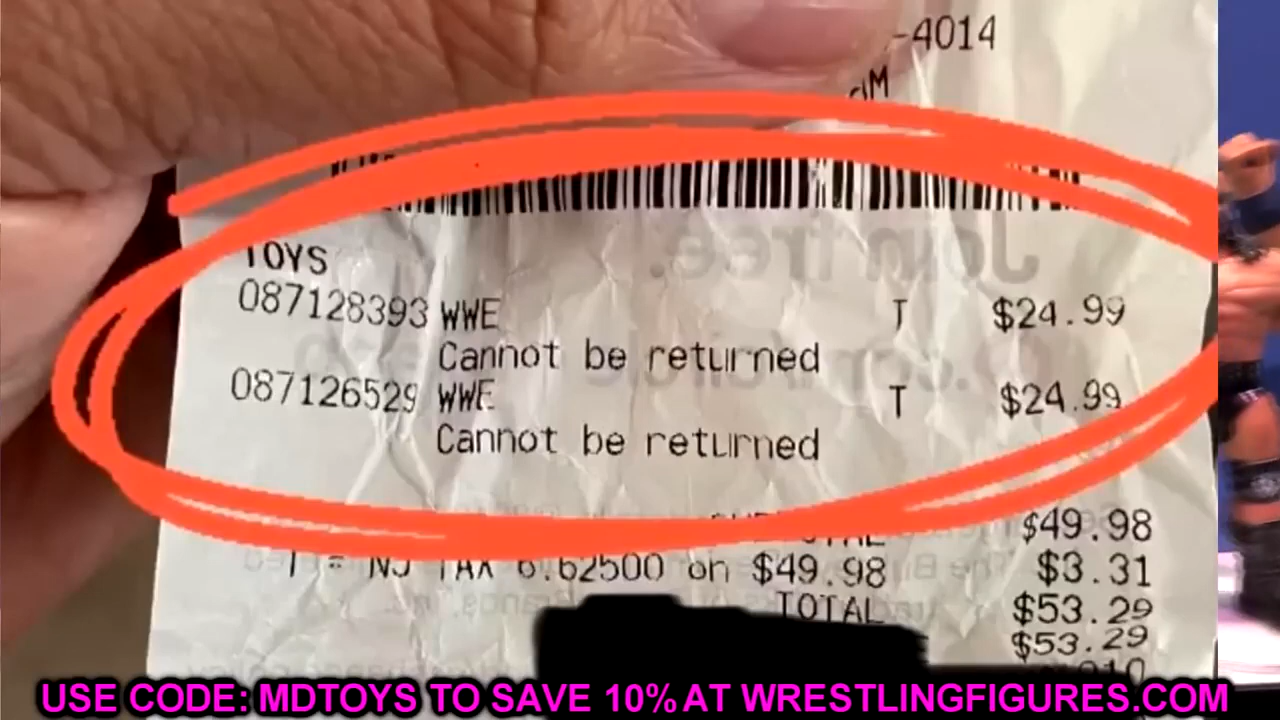 -4014
TOYS
087128393 WWE T $24.99
Cannot be returned
087126529 WWE T $24.99
Cannot be returned
$49.98
T = NJ TAX 6.62500 on $49.98 $3.31
TOTAL $53.29
$53.29
USE CODE: MDTOYS TO SAVE 10% AT WRESTLINGFIGURES.COM